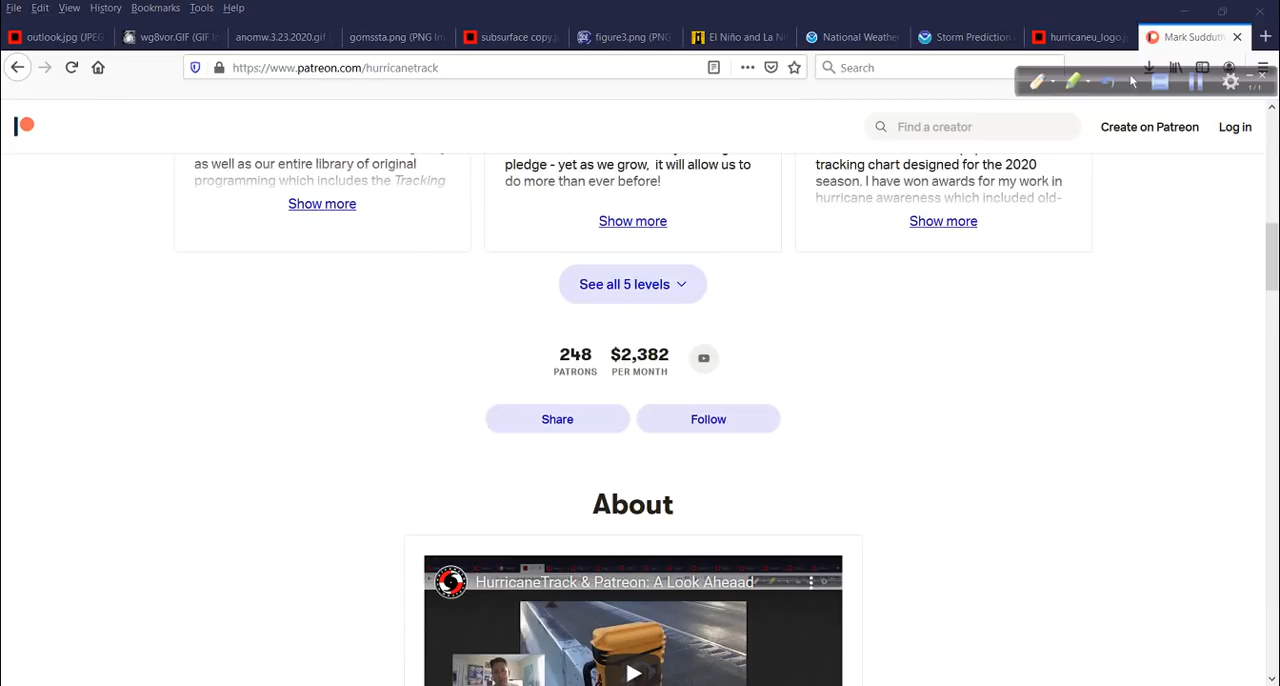 File Edit View History Bookmarks Tools Help
outlook.jpg (JPEG wg8vor.GIF (GIF I anomw.3.23.2020.gif gomssta.png (PNG Im subsurface copy.j figure3.png (PNG El Niño and La Ni National Weathe Storm Prediction hurricaneu_logo.j Mark Sudduth
https://www.patreon.com/hurricanetrack Search
1/1
Find a creator Create on Patreon Log in
as well as our entire library of original
programming which includes the Tracking
Show more
pledge - yet as we grow, it will allow us to
do more than ever before!
Show more
tracking chart designed for the 2020
season. I have won awards for my work in
hurricane awareness which included old-
Show more
See all 5 levels
248 $2,382
PATRONS PER MONTH
Share Follow
About
HurricaneTrack & Patreon: A Look Aheaad